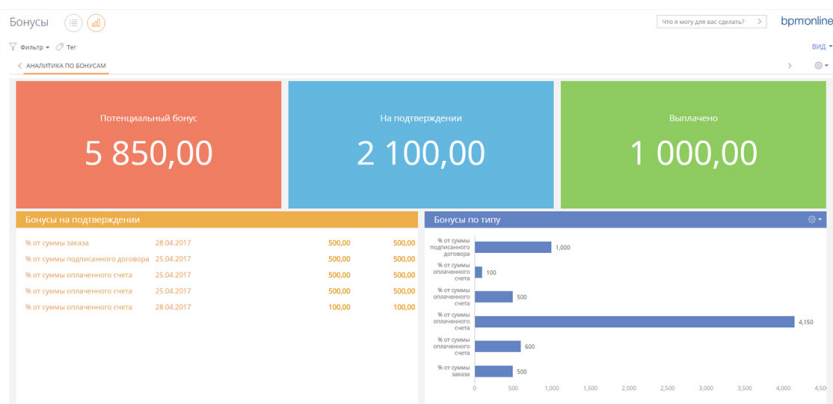 Бонусы
Что я могу для вас сделать?
bpmonline
Фильтр Тег
ВИД
АНАЛИТИКА ПО БОНУСАМ
Потенциальный бонус
5 850,00
На подтверждении
2 100,00
Выплачено
1 000,00
Бонусы на подтверждении
% от суммы заказа 28.04.2017 500,00 500,00
% от суммы подписанного договора 25.04.2017 500,00 500,00
% от суммы оплаченного счета 25.04.2017 500,00 500,00
% от суммы оплаченного счета 25.04.2017 500,00 500,00
% от суммы оплаченного счета 28.04.2017 100,00 100,00
Бонусы по типу
% от суммы
подписанного
договора
1,000
% от суммы
оплаченного
счета
100
% от суммы
оплаченного
счета
500
% от суммы
оплаченного
счета
4,150
% от суммы
оплаченного
счета
600
% от суммы
заказа
500
0 500 1,000 1,500 2,000 2,500 3,000 3,500 4,000